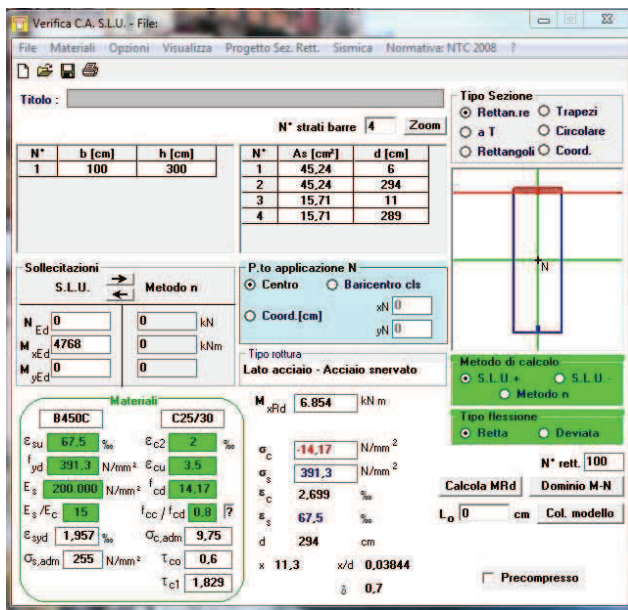 Verifica C.A. S.L.U. - File:
File Materiali Opzioni Visualizza Progetto Sez. Rett. Sismica Normativa: NTC 2008 ?
Titolo :
N° strati barre 4 Zoom
Tipo Sezione
Rettan.re Trapezi
a T Circolare
Rettangoli Coord.
N° b [cm] h [cm]
1 100 300
N° As [cm²] d [cm]
1 45,24 6
2 45,24 294
3 15,71 11
4 15,71 289
N
Sollecitazioni
S.L.U. Metodo n
N Ed 0 0 kN
M xEd 4768 0 kNm
M yEd 0 0
P.to applicazione N
Centro Baricentro cls
Coord.[cm] xN 0
yN 0
Tipo rottura
Lato acciaio - Acciaio snervato
Metodo di calcolo
S.L.U.+ S.L.U.-
Metodo n
Tipo flessione
Retta Deviata
Materiali
B450C C25/30
εsu 67,5 ‰ εc2 2 ‰
fyd 391,3 N/mm² εcu 3,5
Es 200.000 N/mm² fcd 14,17
Es/Ec 15 fcc / fcd 0,8 ?
εsyd 1,957 ‰ σc,adm 9,75
σs,adm 255 N/mm² τco 0,6
τc1 1,829
M xRd 6.854 kN m
σc -14,17 N/mm²
σs 391,3 N/mm²
εc 2,699 ‰
εs 67,5 ‰
d 294 cm
x 11,3 x/d 0,03844
δ 0,7
N° rett. 100
Calcola MRd Dominio M-N
Lo 0 cm Col. modello
Precompresso